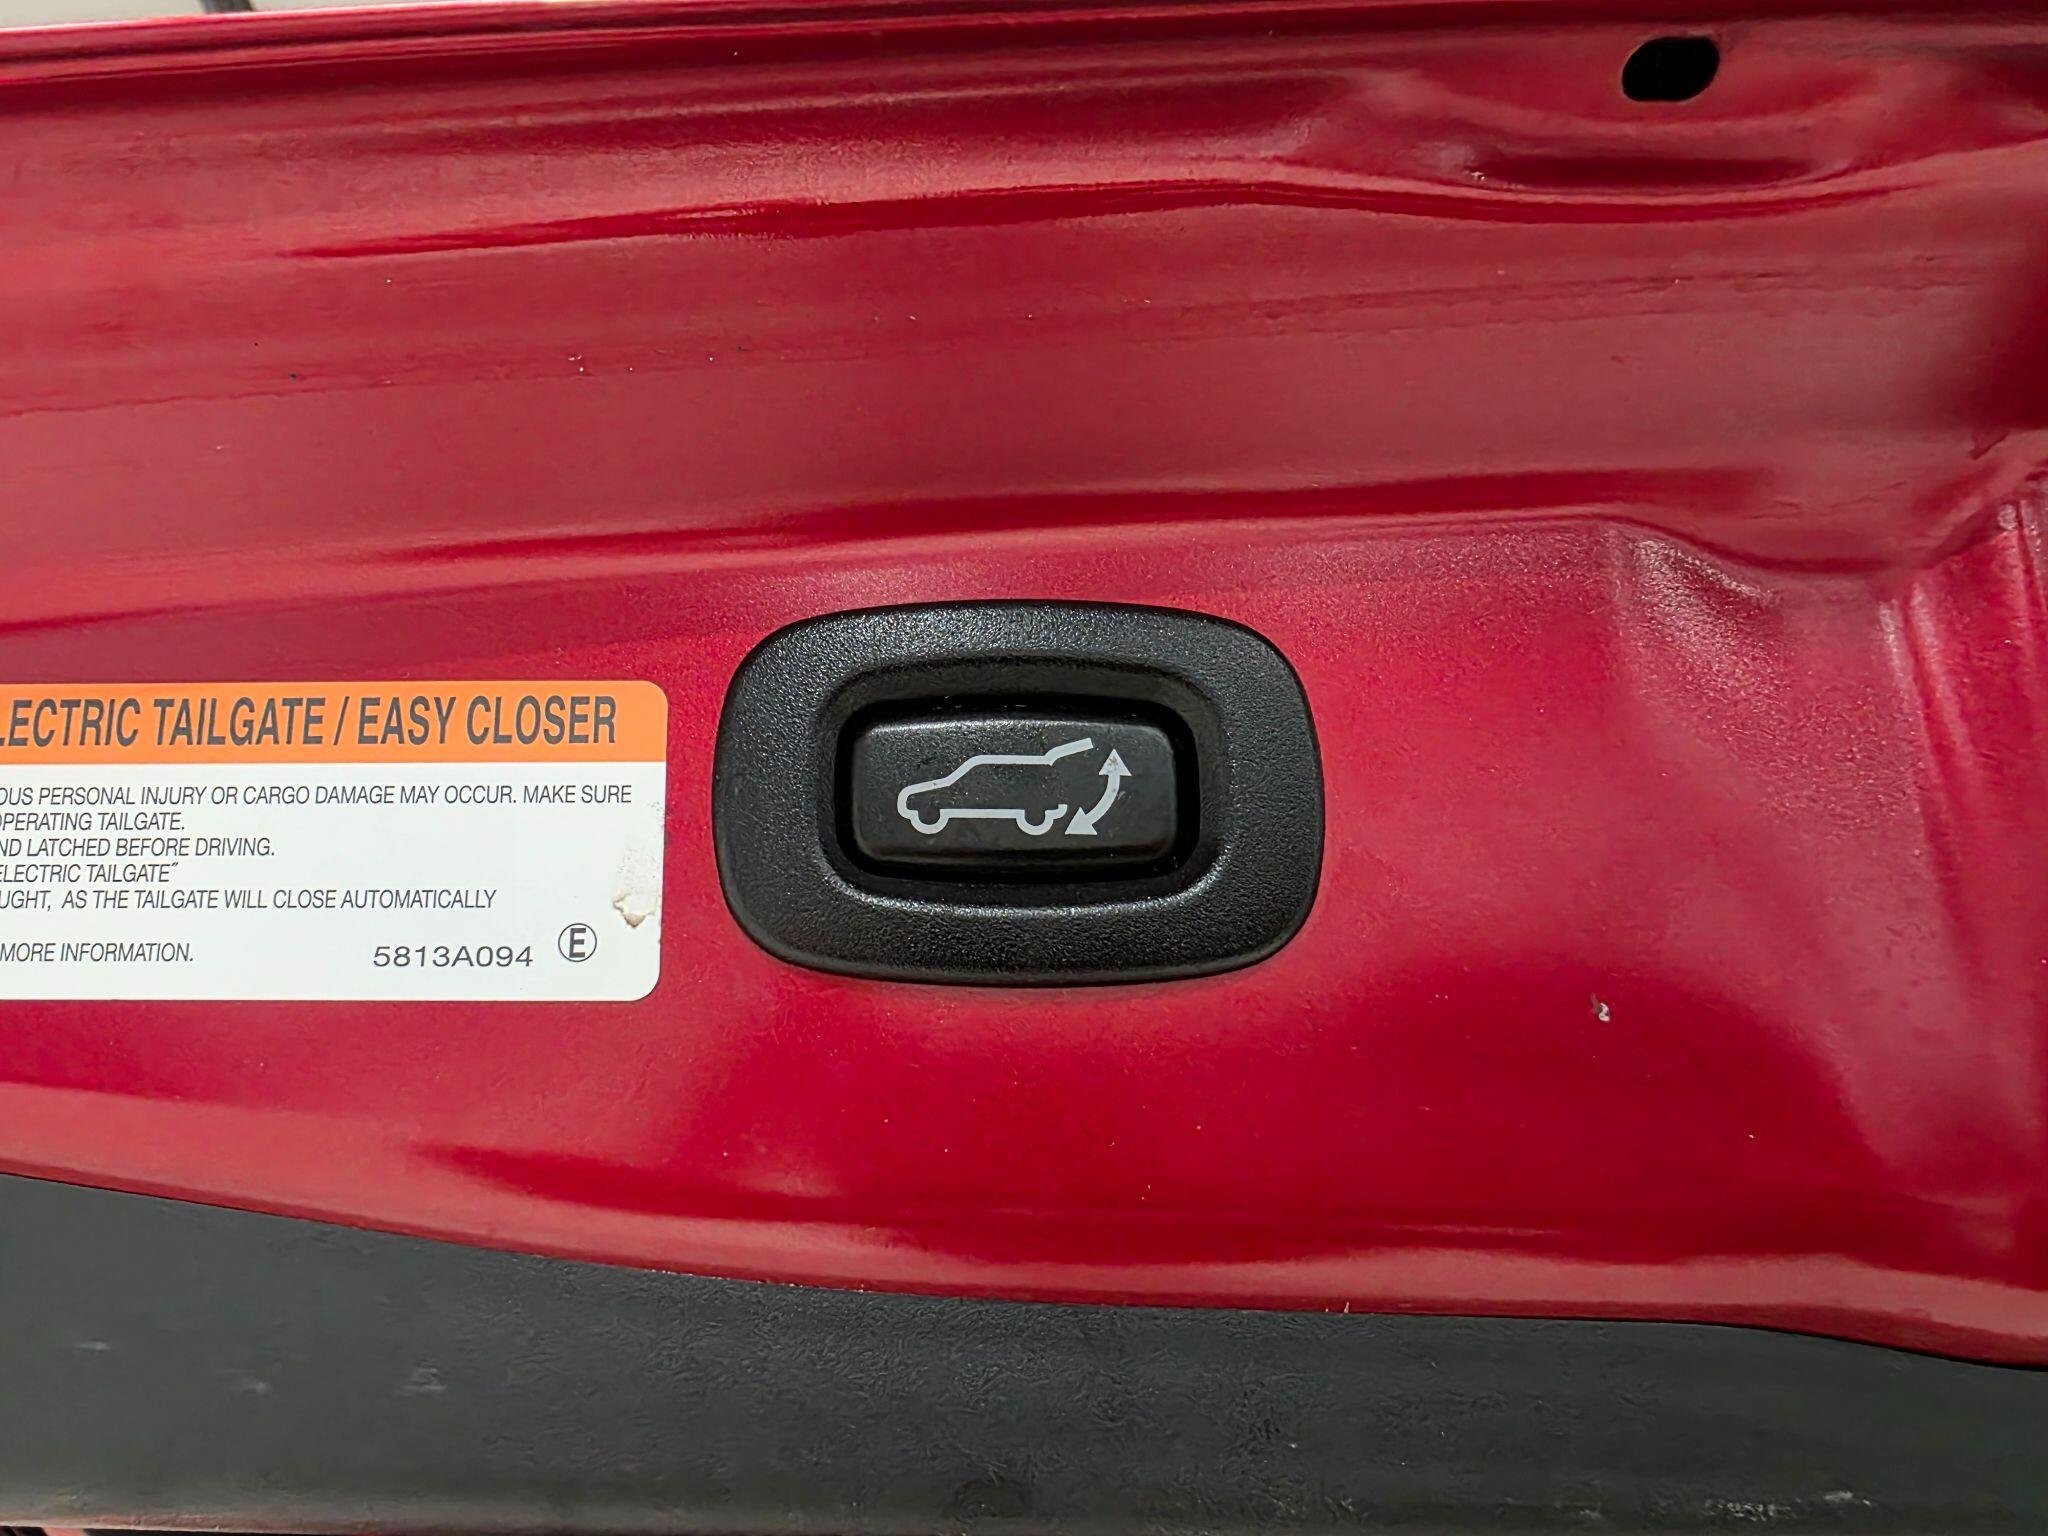 LECTRIC TAILGATE / EASY CLOSER
OUS PERSONAL INJURY OR CARGO DAMAGE MAY OCCUR. MAKE SURE
OPERATING TAILGATE.
ND LATCHED BEFORE DRIVING.
ELECTRIC TAILGATE"
UGHT, AS THE TAILGATE WILL CLOSE AUTOMATICALLY
MORE INFORMATION.
5813A094 E